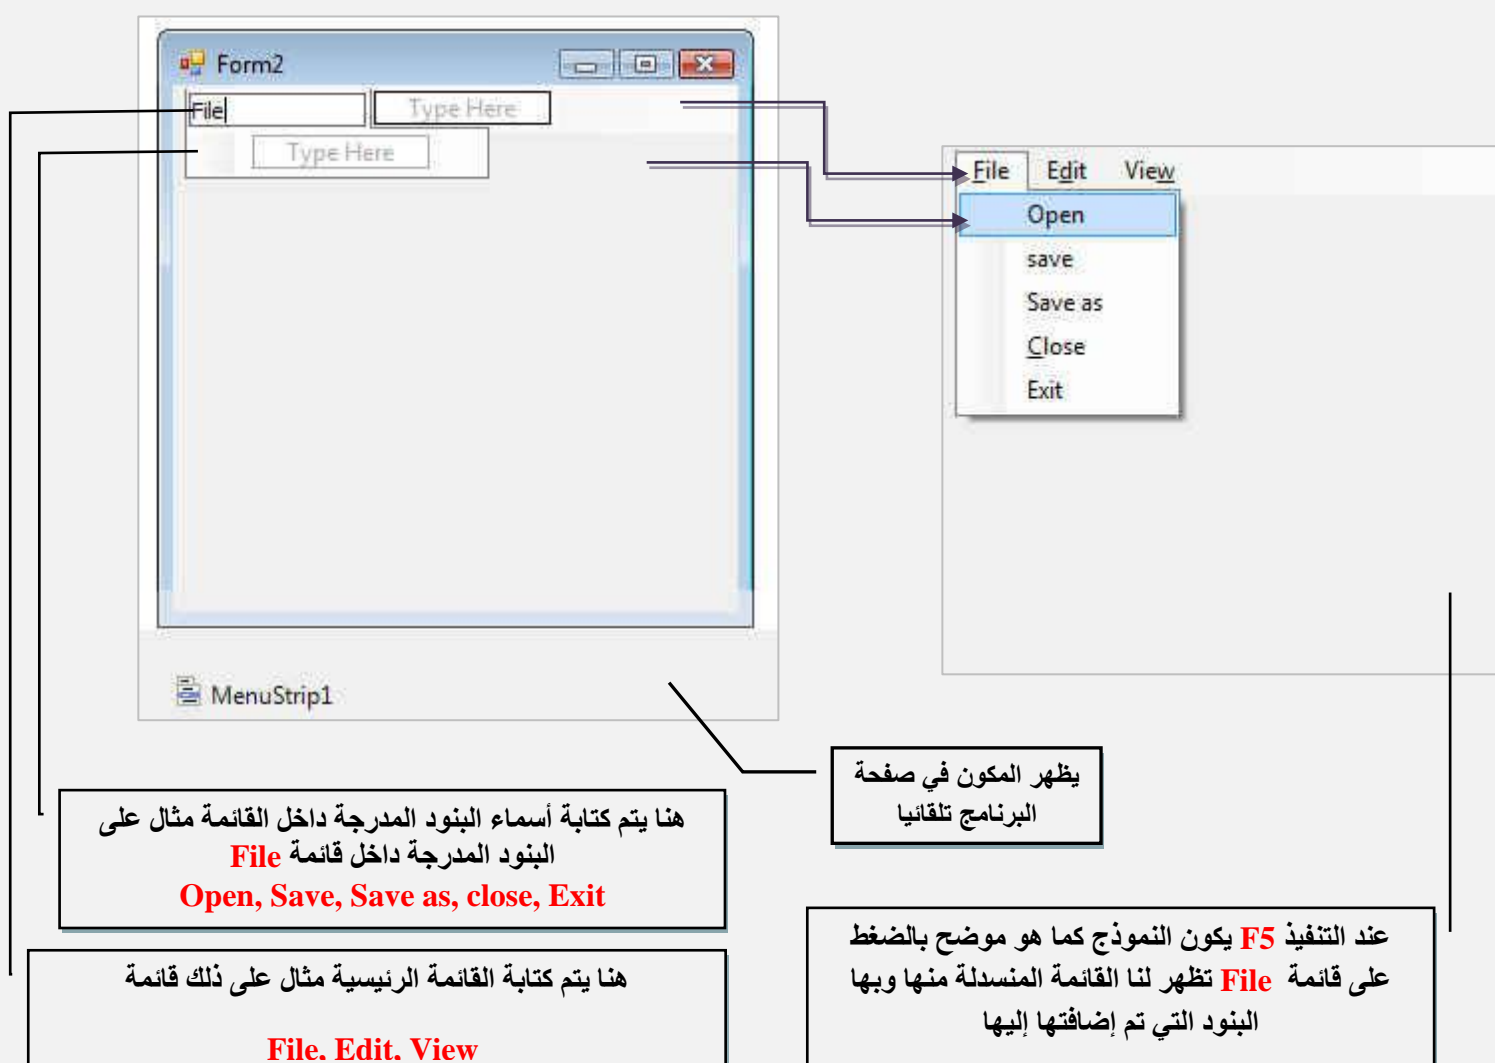 Form2
File
Type Here
Type Here
MenuStrip1
File Edit View
Open
save
Save as
Close
Exit
يظهر المكون في صفحة
البرنامج تلقائيا
هنا يتم كتابة أسماء البنود المدرجة داخل القائمة مثال على
البنود المدرجة داخل قائمة File
Open, Save, Save as, close, Exit
هنا يتم كتابة القائمة الرئيسية مثال على ذلك قائمة
File, Edit, View
عند التنفيذ F5 يكون النموذج كما هو موضح بالضغط
على قائمة File تظهر لنا القائمة المنسدلة منها وبها
البنود التي تم إضافتها إليها